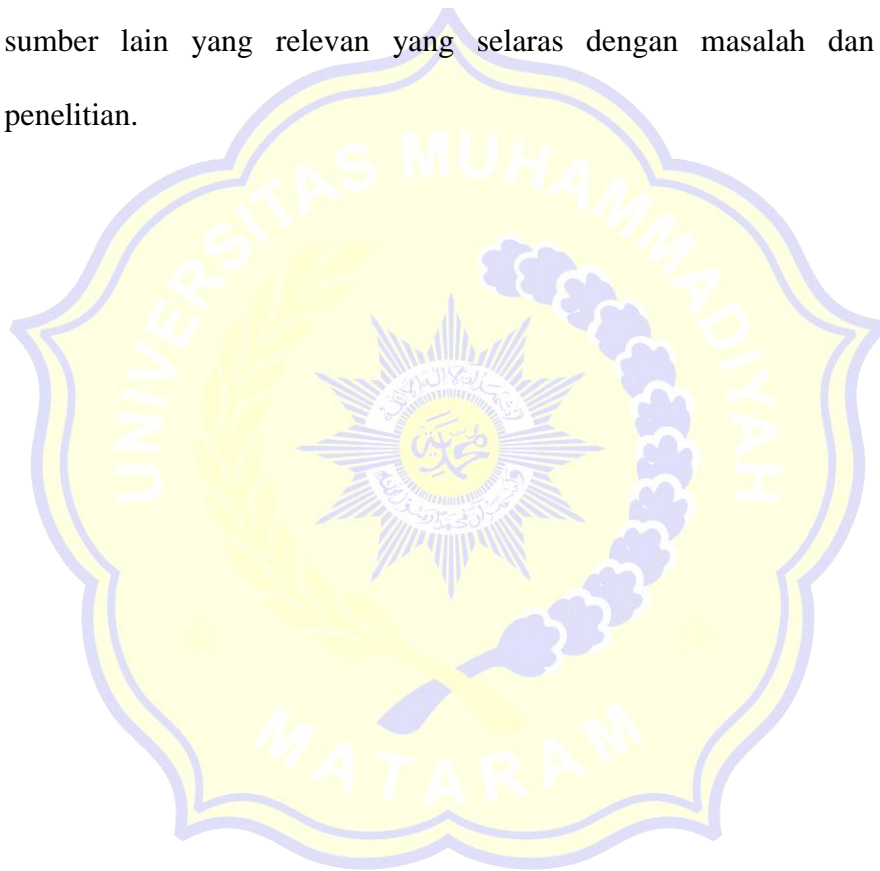 sumber lain yang relevan yang selaras dengan masalah dan
penelitian.
UNIVERSITAS MUHAMMADIYAH
MATARAM